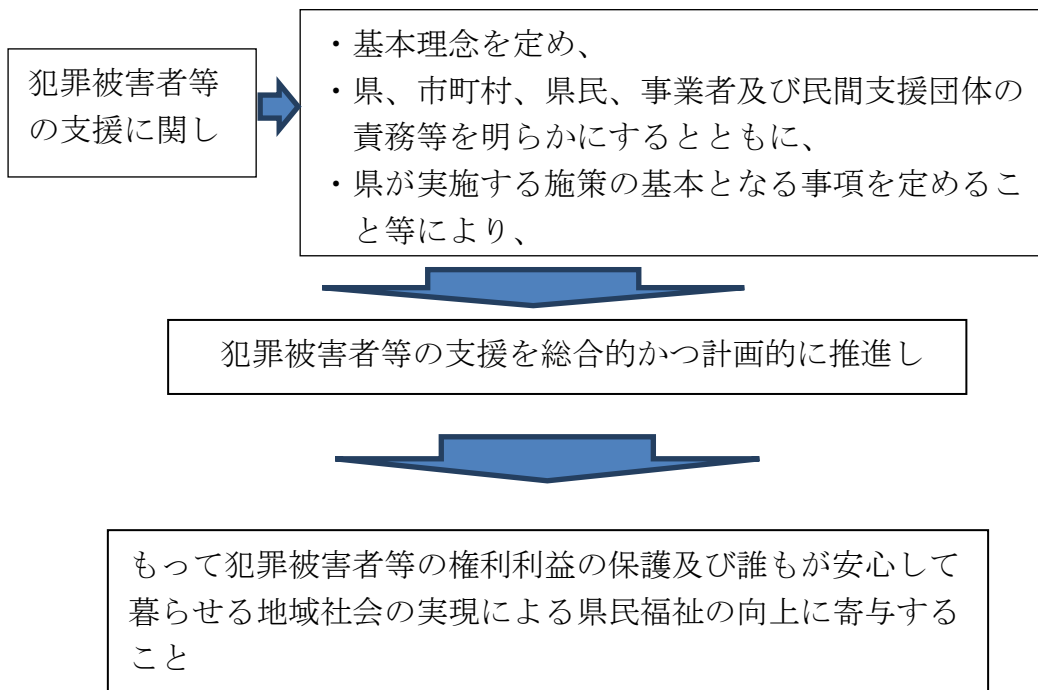 犯罪被害者等
の支援に関し
・基本理念を定め、
・県、市町村、県民、事業者及び民間支援団体の
責務等を明らかにするとともに、
・県が実施する施策の基本となる事項を定めるこ
と等により、
犯罪被害者等の支援を総合的かつ計画的に推進し
もって犯罪被害者等の権利利益の保護及び誰もが安心して
暮らせる地域社会の実現による県民福祉の向上に寄与する
こと